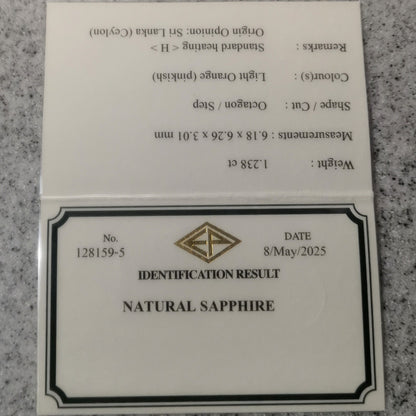 Weight : 1.238 ct
Measurements : 6.18 x 6.26 x 3.01 mm
Shape / Cut : Octagon / Step
Colour(s) : Light Orange (pinkish)
Remarks : Standard heating < H >
Origin Opinion: Sri Lanka (Ceylon)
No. DATE
128159-5 8/May/2025
IDENTIFICATION RESULT
NATURAL SAPPHIRE